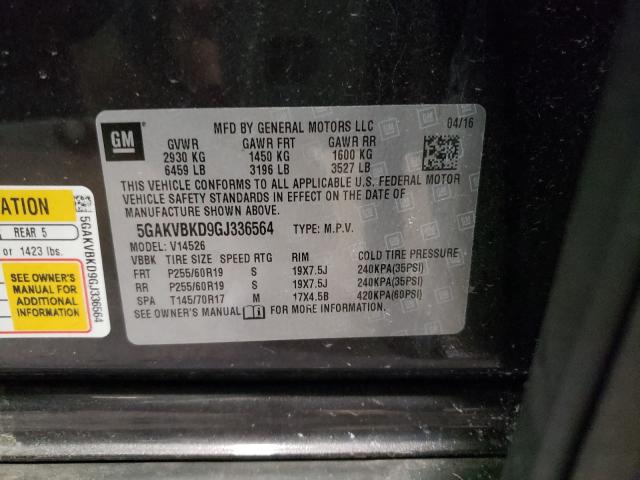 GM
MFD BY GENERAL MOTORS LLC 04/16
GVWR GAWR FRT GAWR RR
2930 KG 1450 KG 1600 KG
6459 LB 3196 LB 3527 LB
THIS VEHICLE CONFORMS TO ALL APPLICABLE U.S. FEDERAL MOTOR
VEHICLE SAFETY STANDARDS IN EFFECT ON THE DATE OF
MANUFACTURE SHOWN ABOVE.
5GAKVBKD9GJ336564 TYPE: M.P.V.
MODEL: V14526
VBBK TIRE SIZE SPEED RTG RIM COLD TIRE PRESSURE
FRT P255/60R19 S 19X7.5J 240KPA(35PSI)
RR P255/60R19 S 19X7.5J 240KPA(35PSI)
SPA T145/70R17 M 17X4.5B 420KPA(60PSI)
SEE OWNER'S MANUAL FOR MORE INFORMATION.
ATION
REAR 5
or 1423 lbs.
SEE OWNER'S
MANUAL FOR
ADDITIONAL
INFORMATION
5GAKVBKD9GJ336564